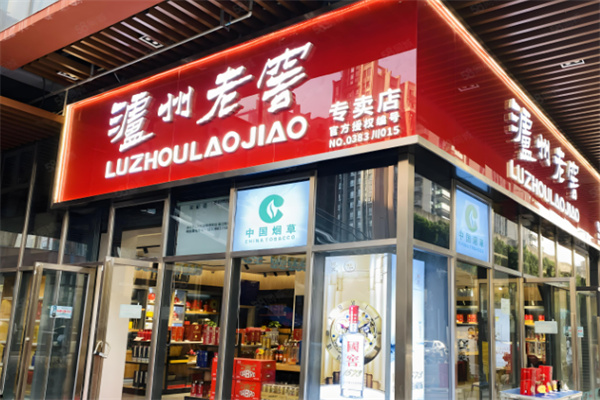 泸州老窖
LUZHOULAOJIAO
专卖店
官方授权编号
NO.0383川015
泸州老窖
LUZHOULAOJIAO
中国烟草
CHINA TOBACCO
中国烟草
國窖